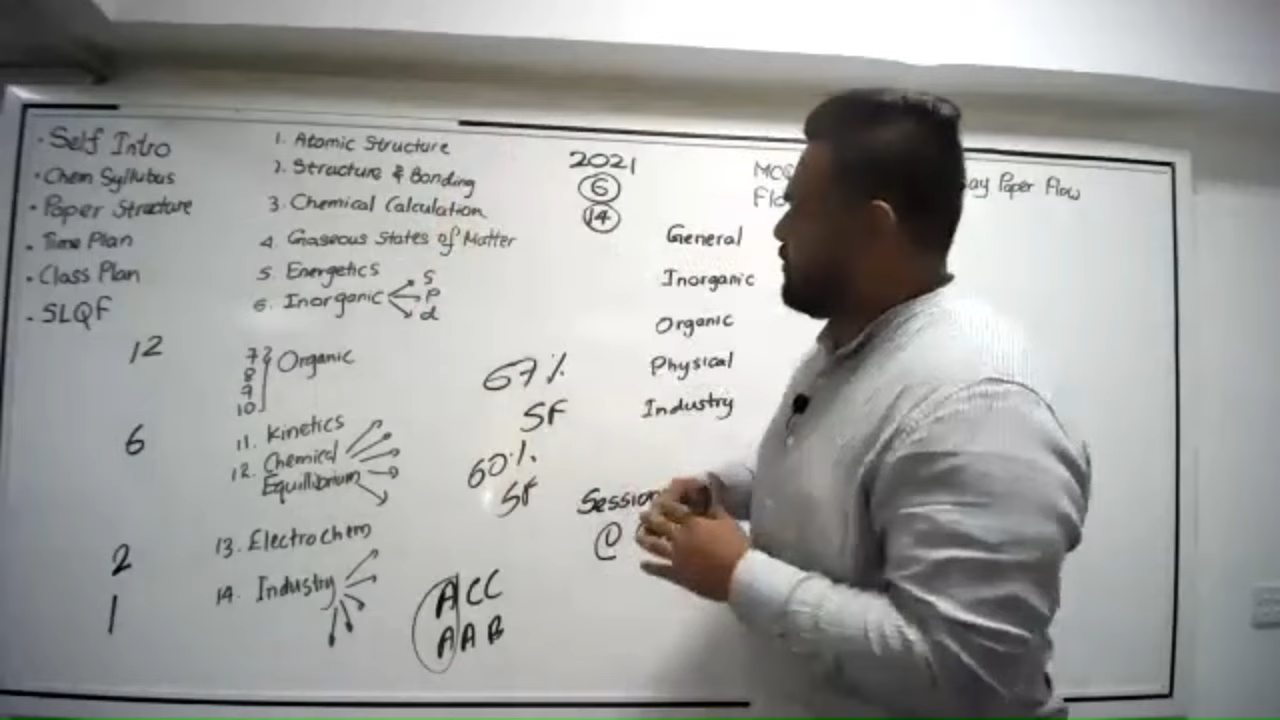 • Self Intro
• Chem Syllubus
• Paper Structure
• Time Plan
• Class Plan
• SLQF
12
6
2
1
1. Atomic Structure
2. Structure & Bonding
3. Chemical Calculation
4. Gaseous States of Matter
5. Energetics
6. Inorganic
S
P
d
7
8
9
10
Organic
11. Kinetics
12. Chemical
Equillibrium
13. Electrochem
14. Industry
67%
SF
60%
SF
A CC
A A B
2021
6
14
General
Inorganic
Organic
Physical
Industry
Session
@
Paper Flow